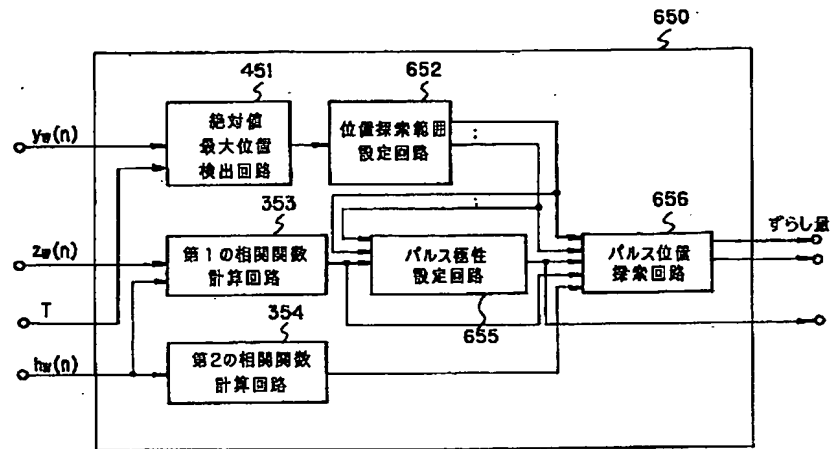 650
451
652
yw(n)
絶対値
最大位置
検出回路
位置探索範囲
設定回路
:
:
353
656
ずらし量
zw(n)
第1の相関関数
計算回路
パルス極性
設定回路
パルス位置
探索回路
T
354
655
hw(n)
第2の相関関数
計算回路